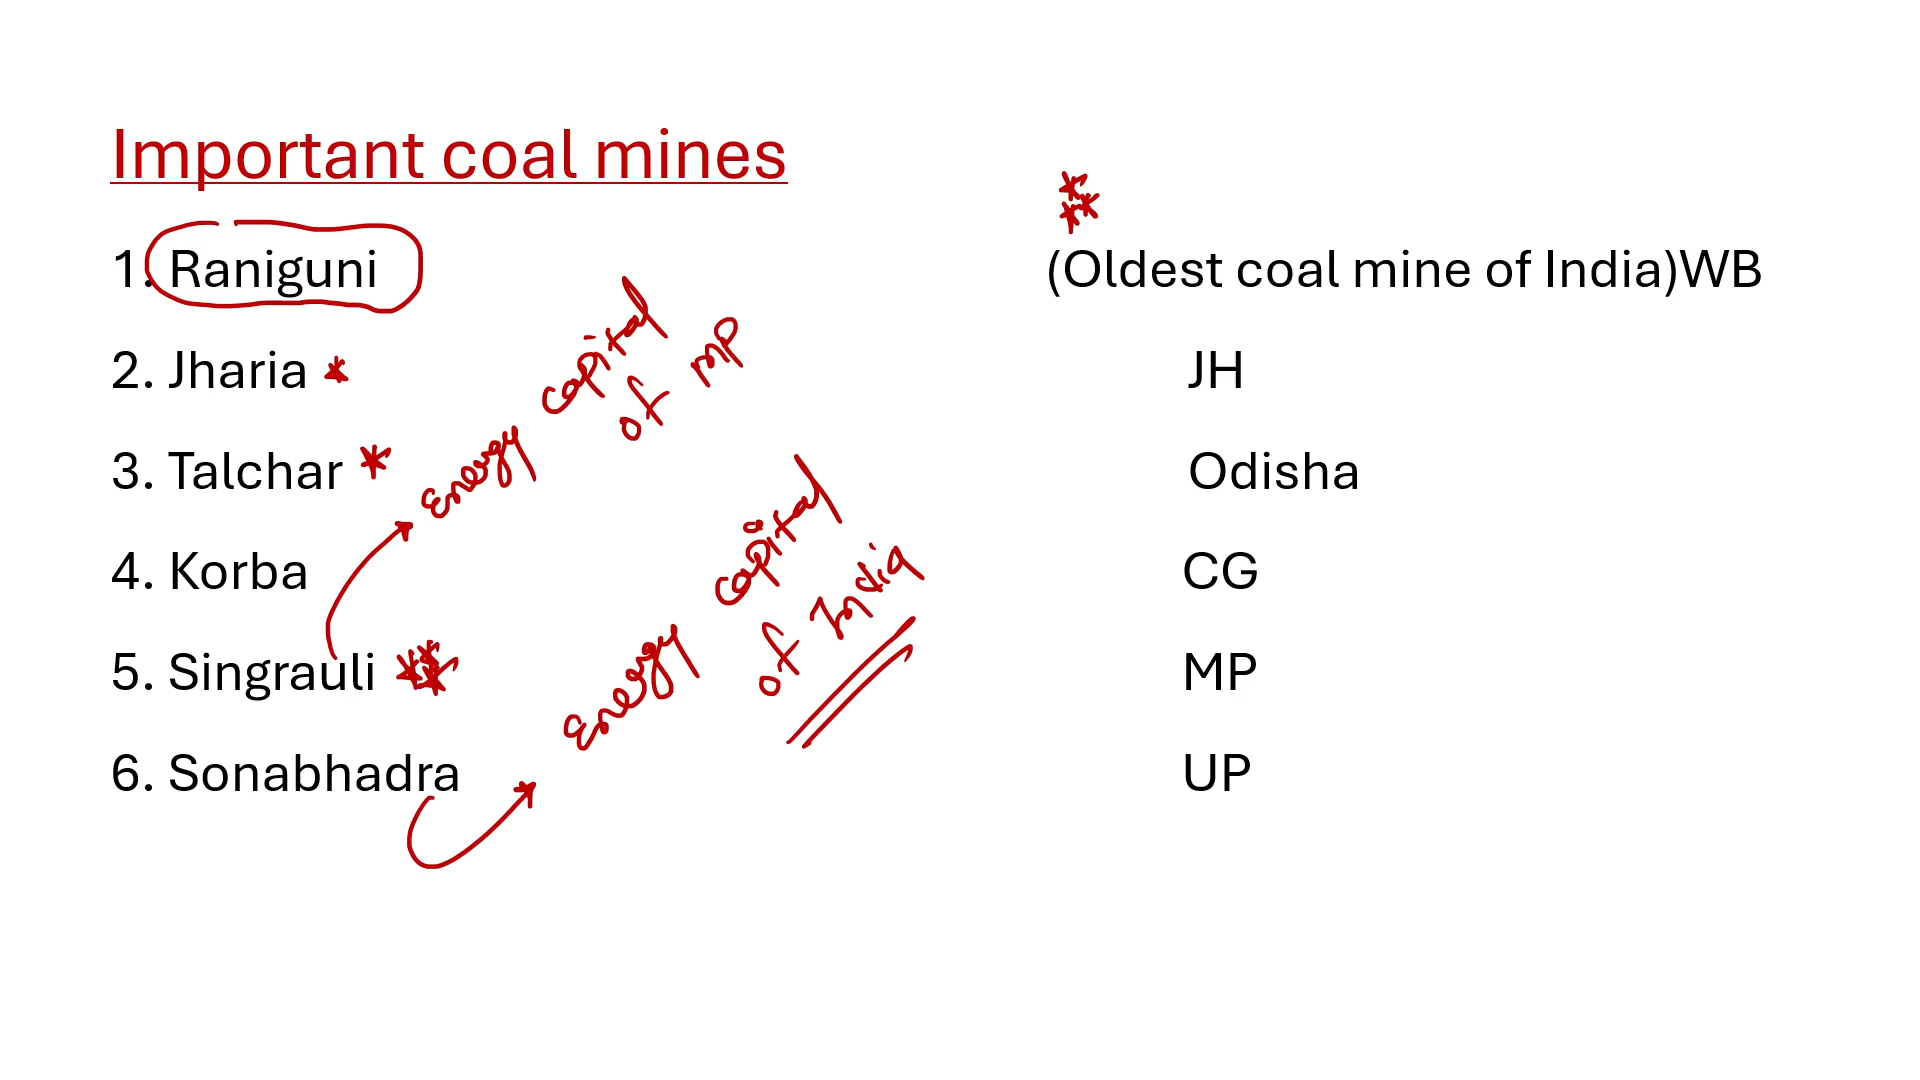 Important coal mines
1. Raniguni (Oldest coal mine of India)WB
2. Jharia JH
3. Talchar Odisha
4. Korba CG
5. Singrauli MP
6. Sonabhadra UP
Energy capital of MP
Energy capital of India